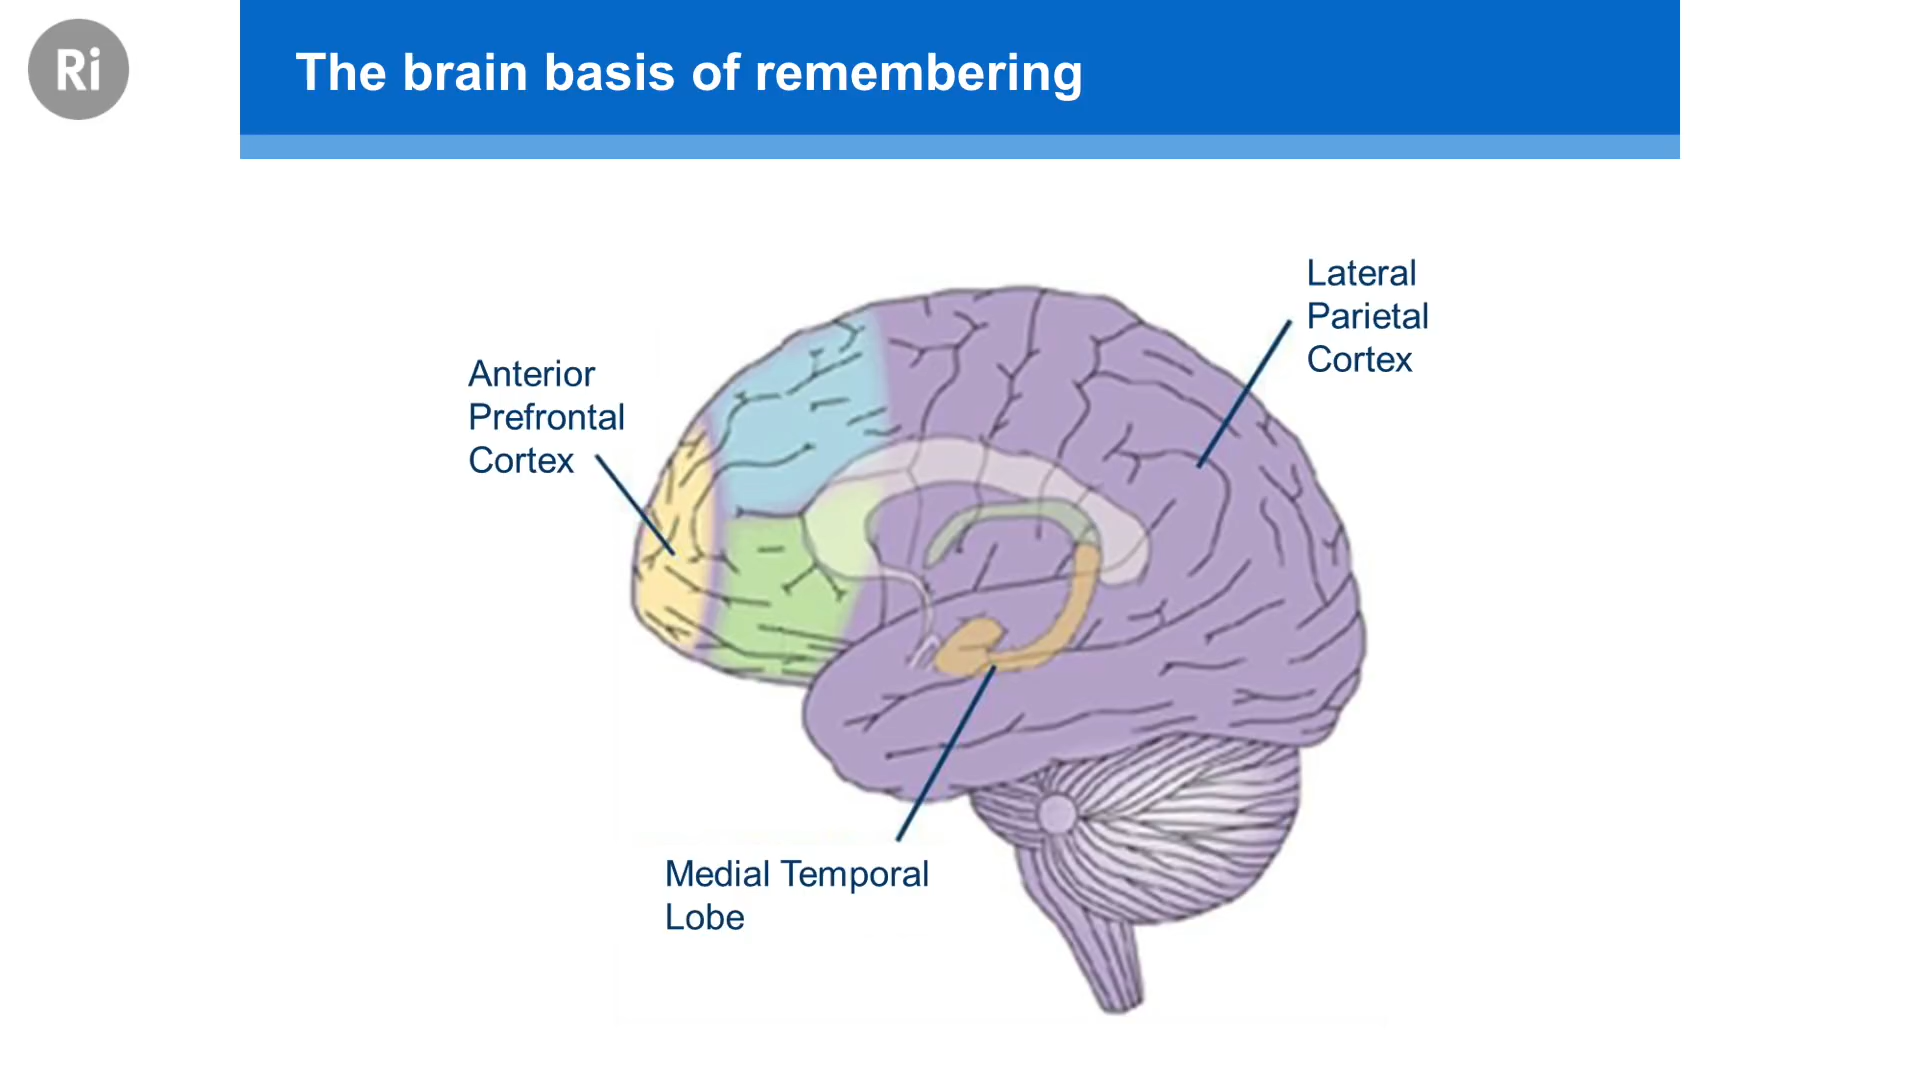 Ri
The brain basis of remembering
Lateral
Parietal
Cortex
Anterior
Prefrontal
Cortex
Medial Temporal
Lobe